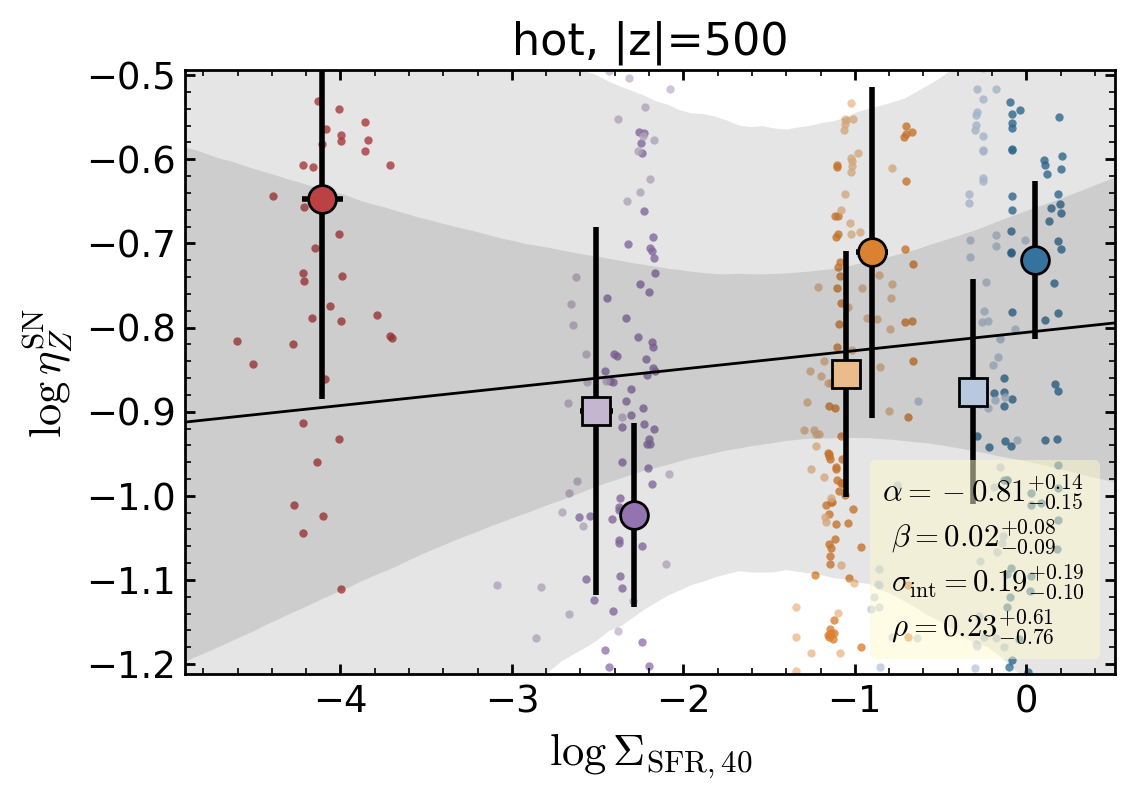 hot, |z|=500
log η_Z^SN
−0.5
−0.6
−0.7
−0.8
−0.9
−1.0
−1.1
−1.2
α = −0.81^{+0.14}_{−0.15}
β = 0.02^{+0.08}_{−0.09}
σ_int = 0.19^{+0.19}_{−0.10}
ρ = 0.23^{+0.61}_{−0.76}
−4 −3 −2 −1 0
log Σ_{SFR, 40}